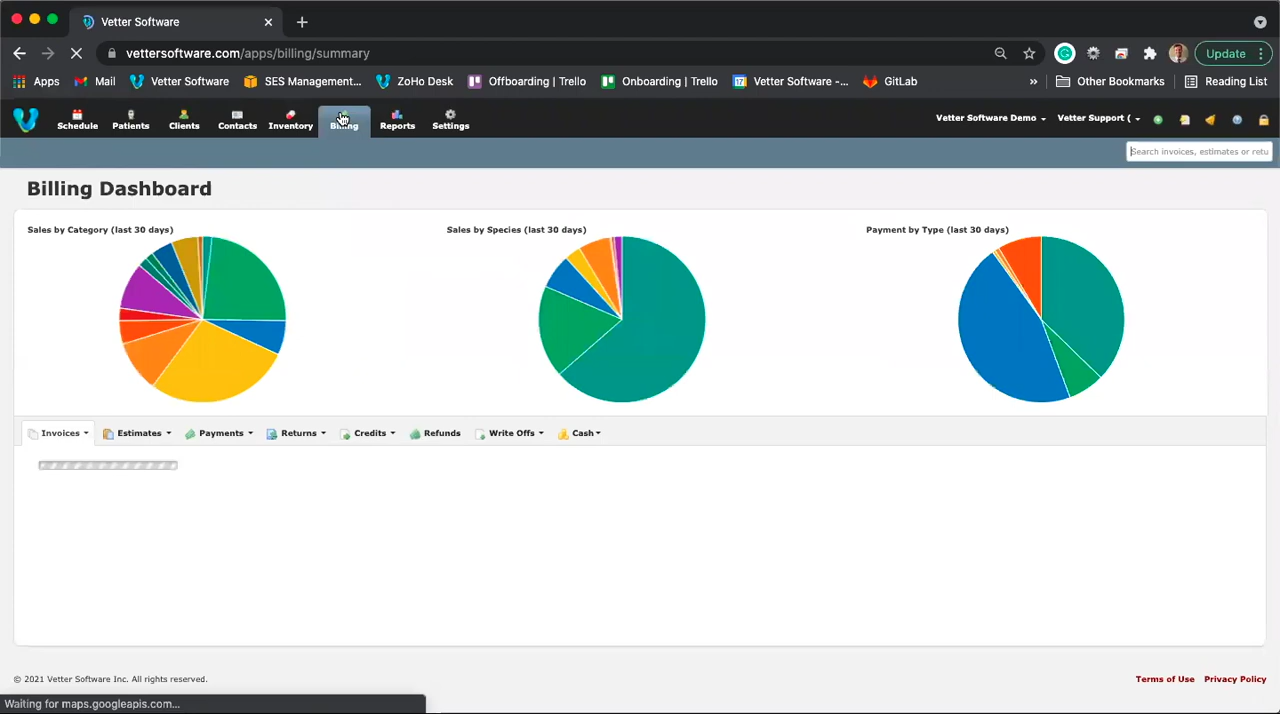 Vetter Software
vettersoftware.com/apps/billing/summary
Update
Apps Mail Vetter Software SES Management... ZoHo Desk Offboarding | Trello Onboarding | Trello Vetter Software -... GitLab » Other Bookmarks Reading List
Schedule Patients Clients Contacts Inventory Billing Reports Settings
Vetter Software Demo Vetter Support (
Search invoices, estimates or retu
Billing Dashboard
Sales by Category (last 30 days) Sales by Species (last 30 days) Payment by Type (last 30 days)
Invoices Estimates Payments Returns Credits Refunds Write Offs Cash
© 2021 Vetter Software Inc. All rights reserved. Terms of Use Privacy Policy
Waiting for maps.googleapis.com...